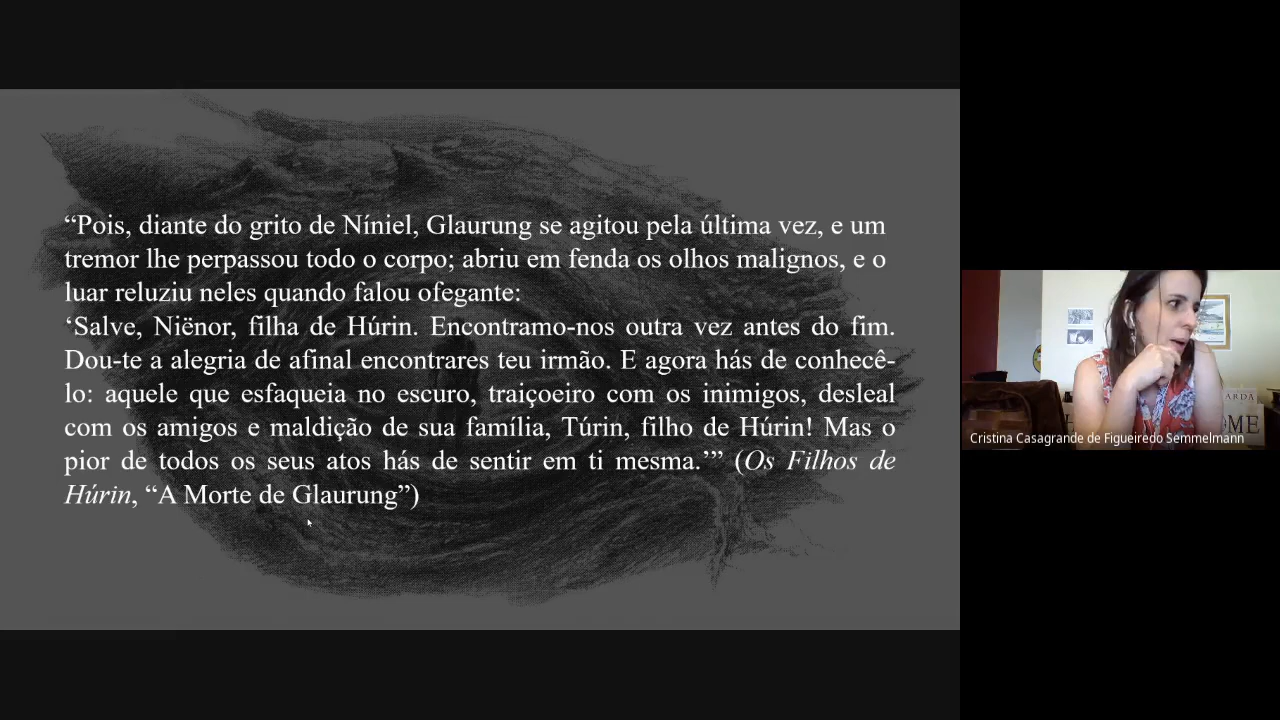 “Pois, diante do grito de Níniel, Glaurung se agitou pela última vez, e um
tremor lhe perpassou todo o corpo; abriu em fenda os olhos malignos, e o
luar reluziu neles quando falou ofegante:
‘Salve, Niënor, filha de Húrin. Encontramo-nos outra vez antes do fim.
Dou-te a alegria de afinal encontrares teu irmão. E agora hás de conhecê-
lo: aquele que esfaqueia no escuro, traiçoeiro com os inimigos, desleal
com os amigos e maldição de sua família, Túrin, filho de Húrin! Mas o
pior de todos os seus atos hás de sentir em ti mesma.’” (Os Filhos de
Húrin, “A Morte de Glaurung”)
ARDA
OME
Cristina Casagrande de Figueiredo Semmelmann